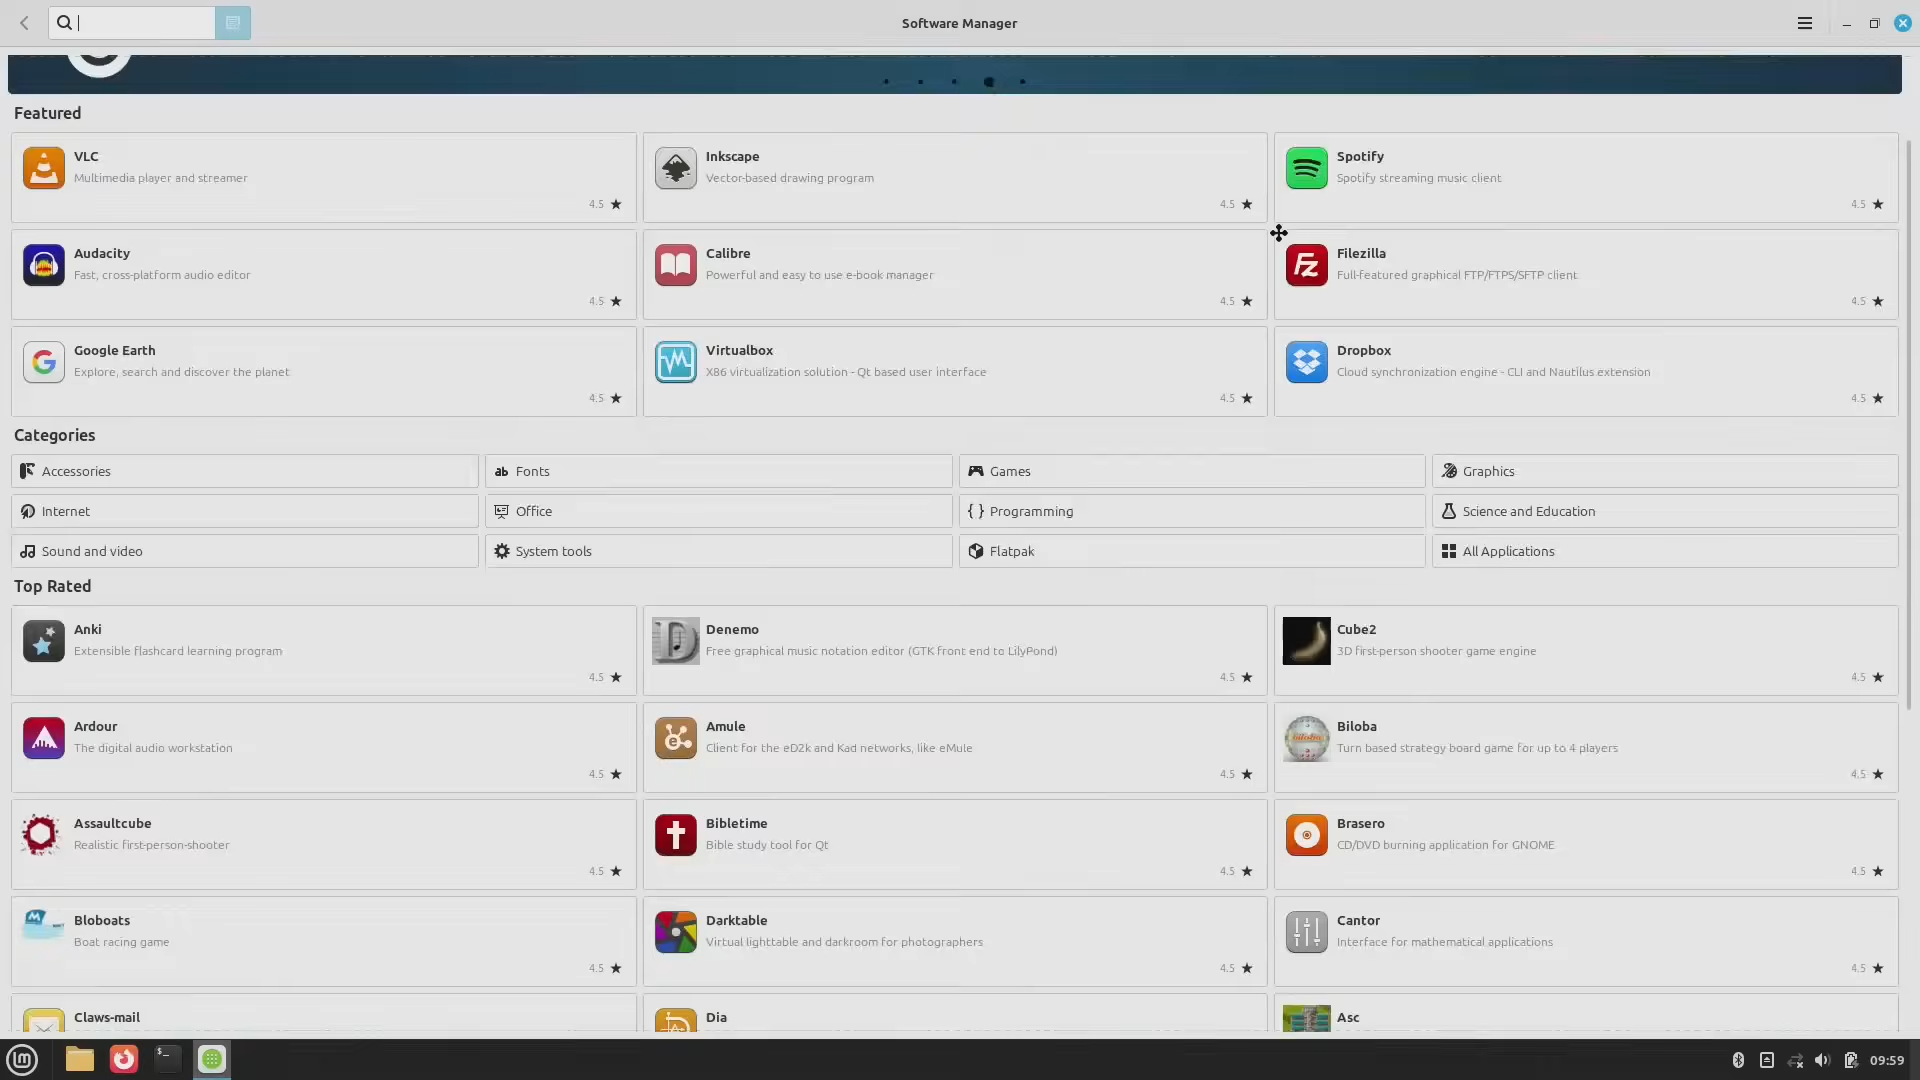 Software Manager
Featured
VLC
Multimedia player and streamer
4.5 ★
Inkscape
Vector-based drawing program
4.5 ★
Spotify
Spotify streaming music client
4.5 ★
Audacity
Fast, cross-platform audio editor
4.5 ★
Calibre
Powerful and easy to use e-book manager
4.5 ★
Filezilla
Full-featured graphical FTP/FTPS/SFTP client
4.5 ★
Google Earth
Explore, search and discover the planet
4.5 ★
Virtualbox
X86 virtualization solution - Qt based user interface
4.5 ★
Dropbox
Cloud synchronization engine - CLI and Nautilus extension
4.5 ★
Categories
Accessories
Fonts
Games
Graphics
Internet
Office
Programming
Science and Education
Sound and video
System tools
Flatpak
All Applications
Top Rated
Anki
Extensible flashcard learning program
4.5 ★
Denemo
Free graphical music notation editor (GTK front end to LilyPond)
4.5 ★
Cube2
3D first-person shooter game engine
4.5 ★
Ardour
The digital audio workstation
4.5 ★
Amule
Client for the eD2k and Kad networks, like eMule
4.5 ★
Biloba
Turn based strategy board game for up to 4 players
4.5 ★
Assaultcube
Realistic first-person-shooter
4.5 ★
Bibletime
Bible study tool for Qt
4.5 ★
Brasero
CD/DVD burning application for GNOME
4.5 ★
Bloboats
Boat racing game
4.5 ★
Darktable
Virtual lighttable and darkroom for photographers
4.5 ★
Cantor
Interface for mathematical applications
4.5 ★
Claws-mail
Dia
Asc
09:59